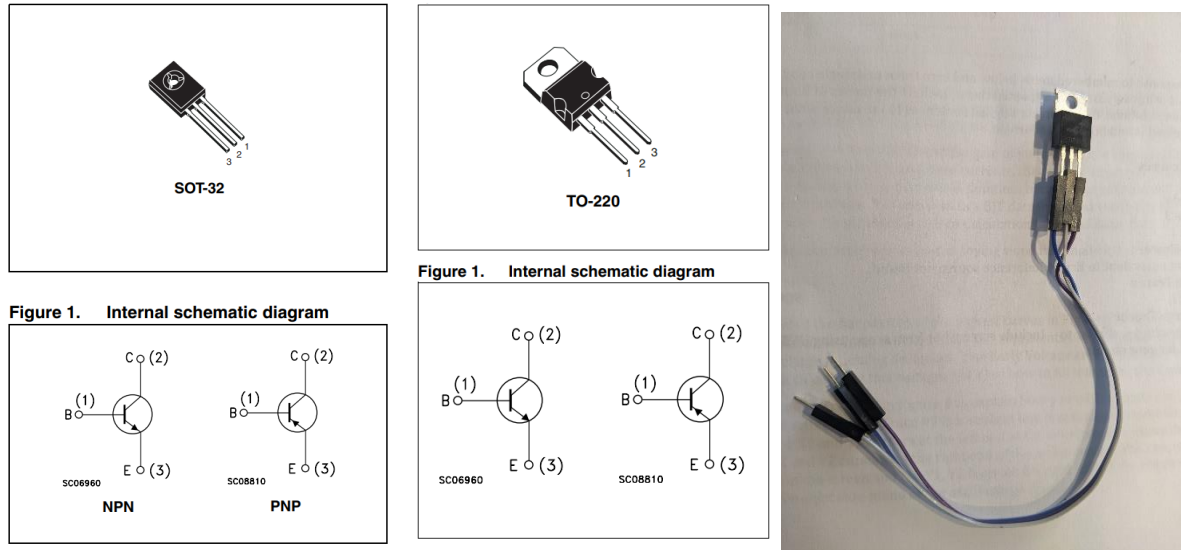 3 2 1
SOT-32
Figure 1. Internal schematic diagram
C (2)
(1)
B
E (3)
SC06960
NPN
C (2)
(1)
B
E (3)
SC08810
PNP
1 2 3
TO-220
Figure 1. Internal schematic diagram
C (2)
(1)
B
E (3)
SC06960
C (2)
(1)
B
E (3)
SC08810